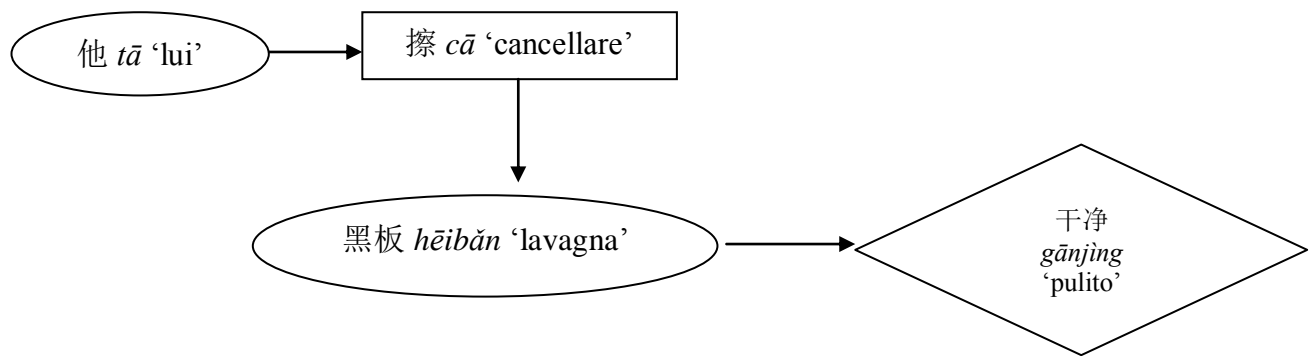 他 tā ‘lui’
擦 cā ‘cancellare’
黑板 hēibǎn ‘lavagna’
干净
gānjìng
‘pulito’